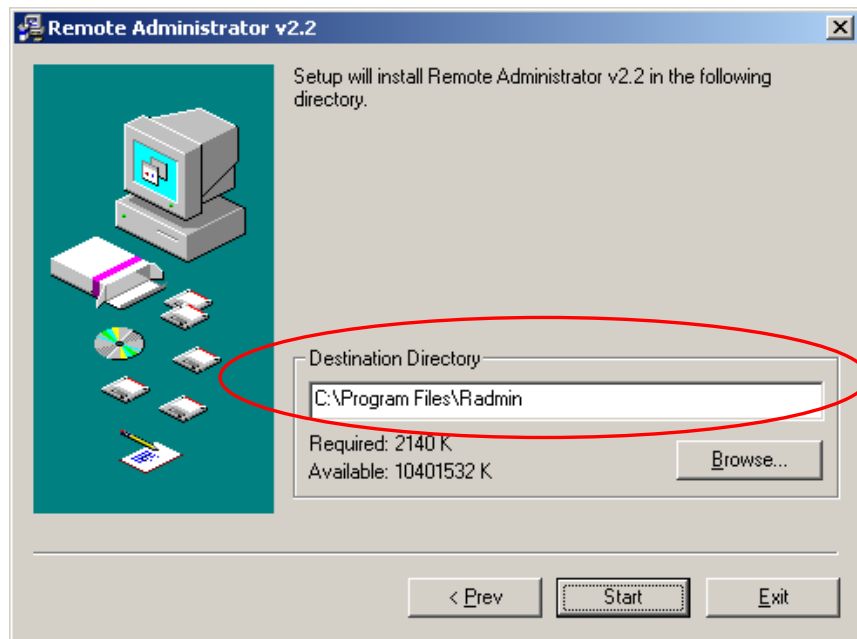 Remote Administrator v2.2
Setup will install Remote Administrator v2.2 in the following
directory.
Destination Directory
C:\Program Files\Radmin
Required: 2140 K
Available: 10401532 K
Browse...
< Prev
Start
Exit